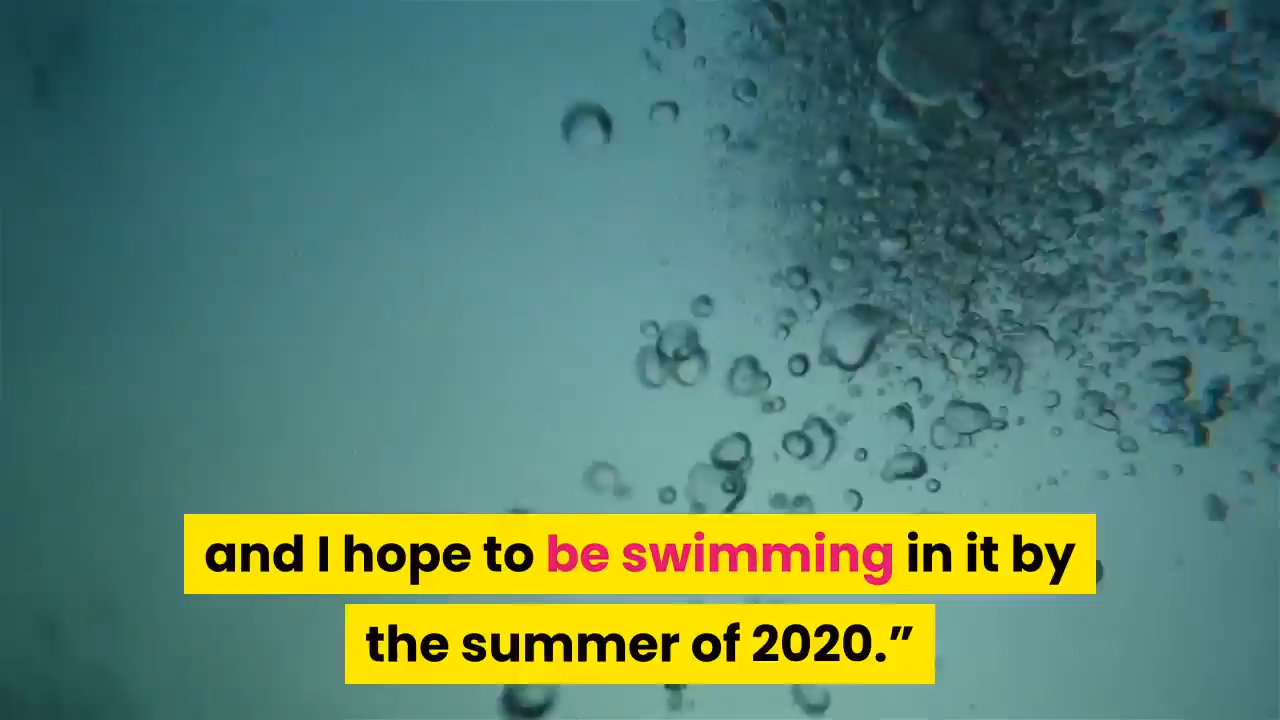 and I hope to be swimming in it by
the summer of 2020.”